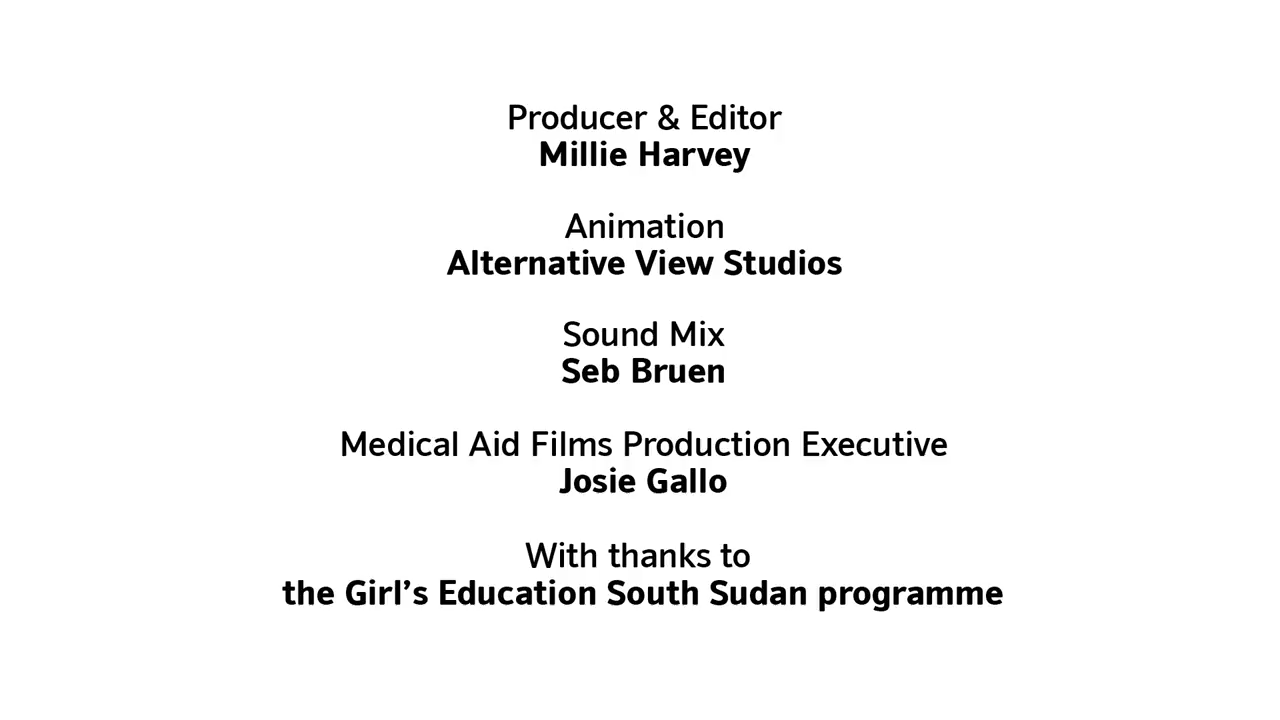 Producer & Editor
Millie Harvey
Animation
Alternative View Studios
Sound Mix
Seb Bruen
Medical Aid Films Production Executive
Josie Gallo
With thanks to
the Girl’s Education South Sudan programme